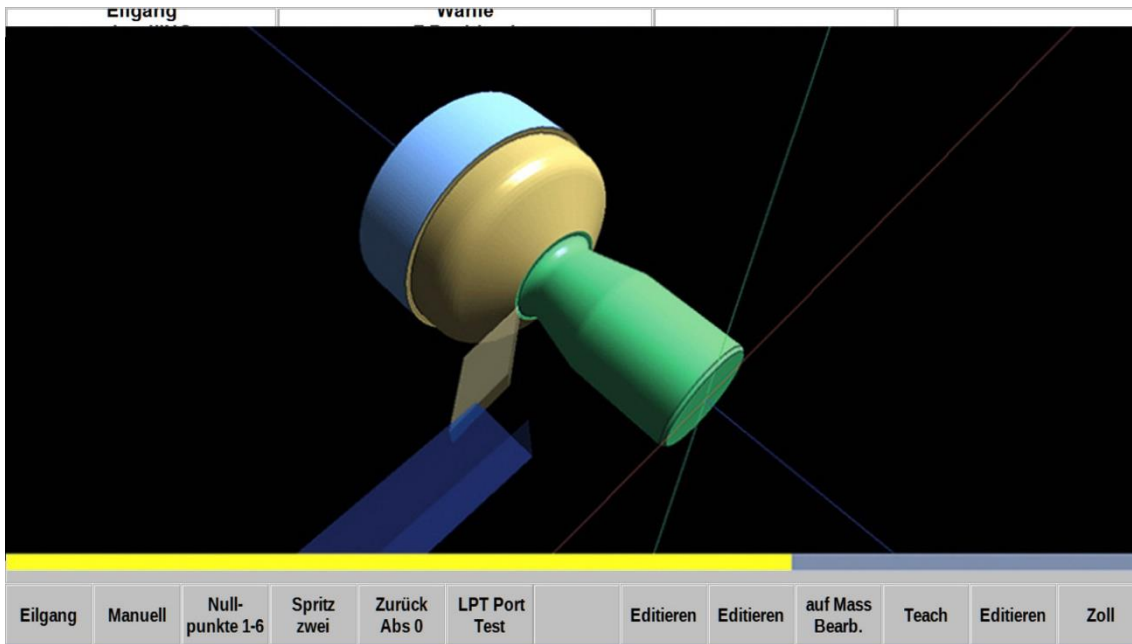 Eilgang
Eilgang
Manuell
Null-
punkte 1-6
Spritz
zwei
Zurück
Abs 0
LPT Port
Test
Editieren
Editieren
auf Mass
Bearb.
Teach
Editieren
Zoll